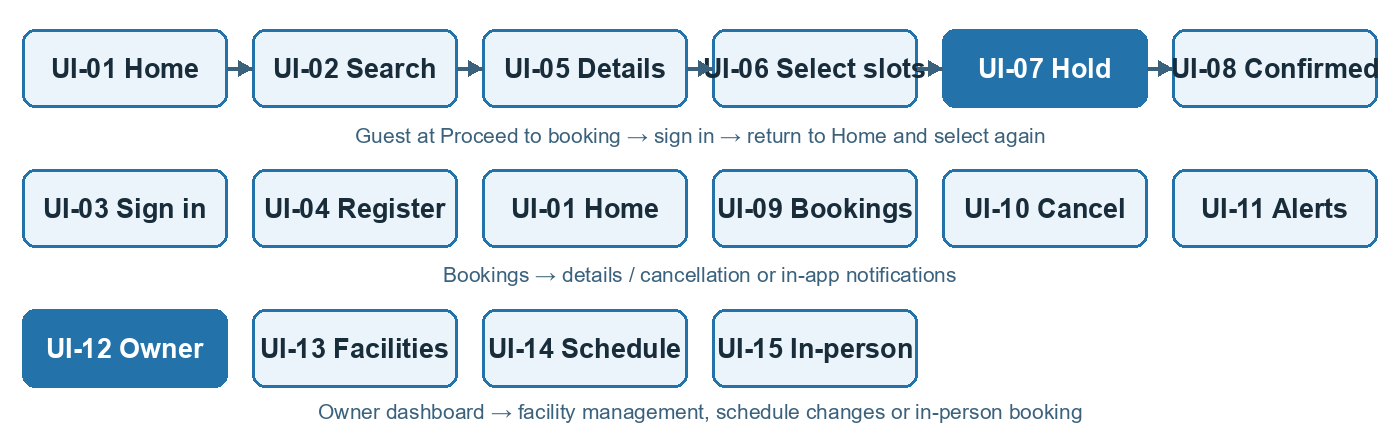 UI-01 Home
UI-02 Search
UI-05 Details
UI-06 Select slots
UI-07 Hold
UI-08 Confirmed
Guest at Proceed to booking → sign in → return to Home and select again
UI-03 Sign in
UI-04 Register
UI-01 Home
UI-09 Bookings
UI-10 Cancel
UI-11 Alerts
Bookings → details / cancellation or in-app notifications
UI-12 Owner
UI-13 Facilities
UI-14 Schedule
UI-15 In-person
Owner dashboard → facility management, schedule changes or in-person booking